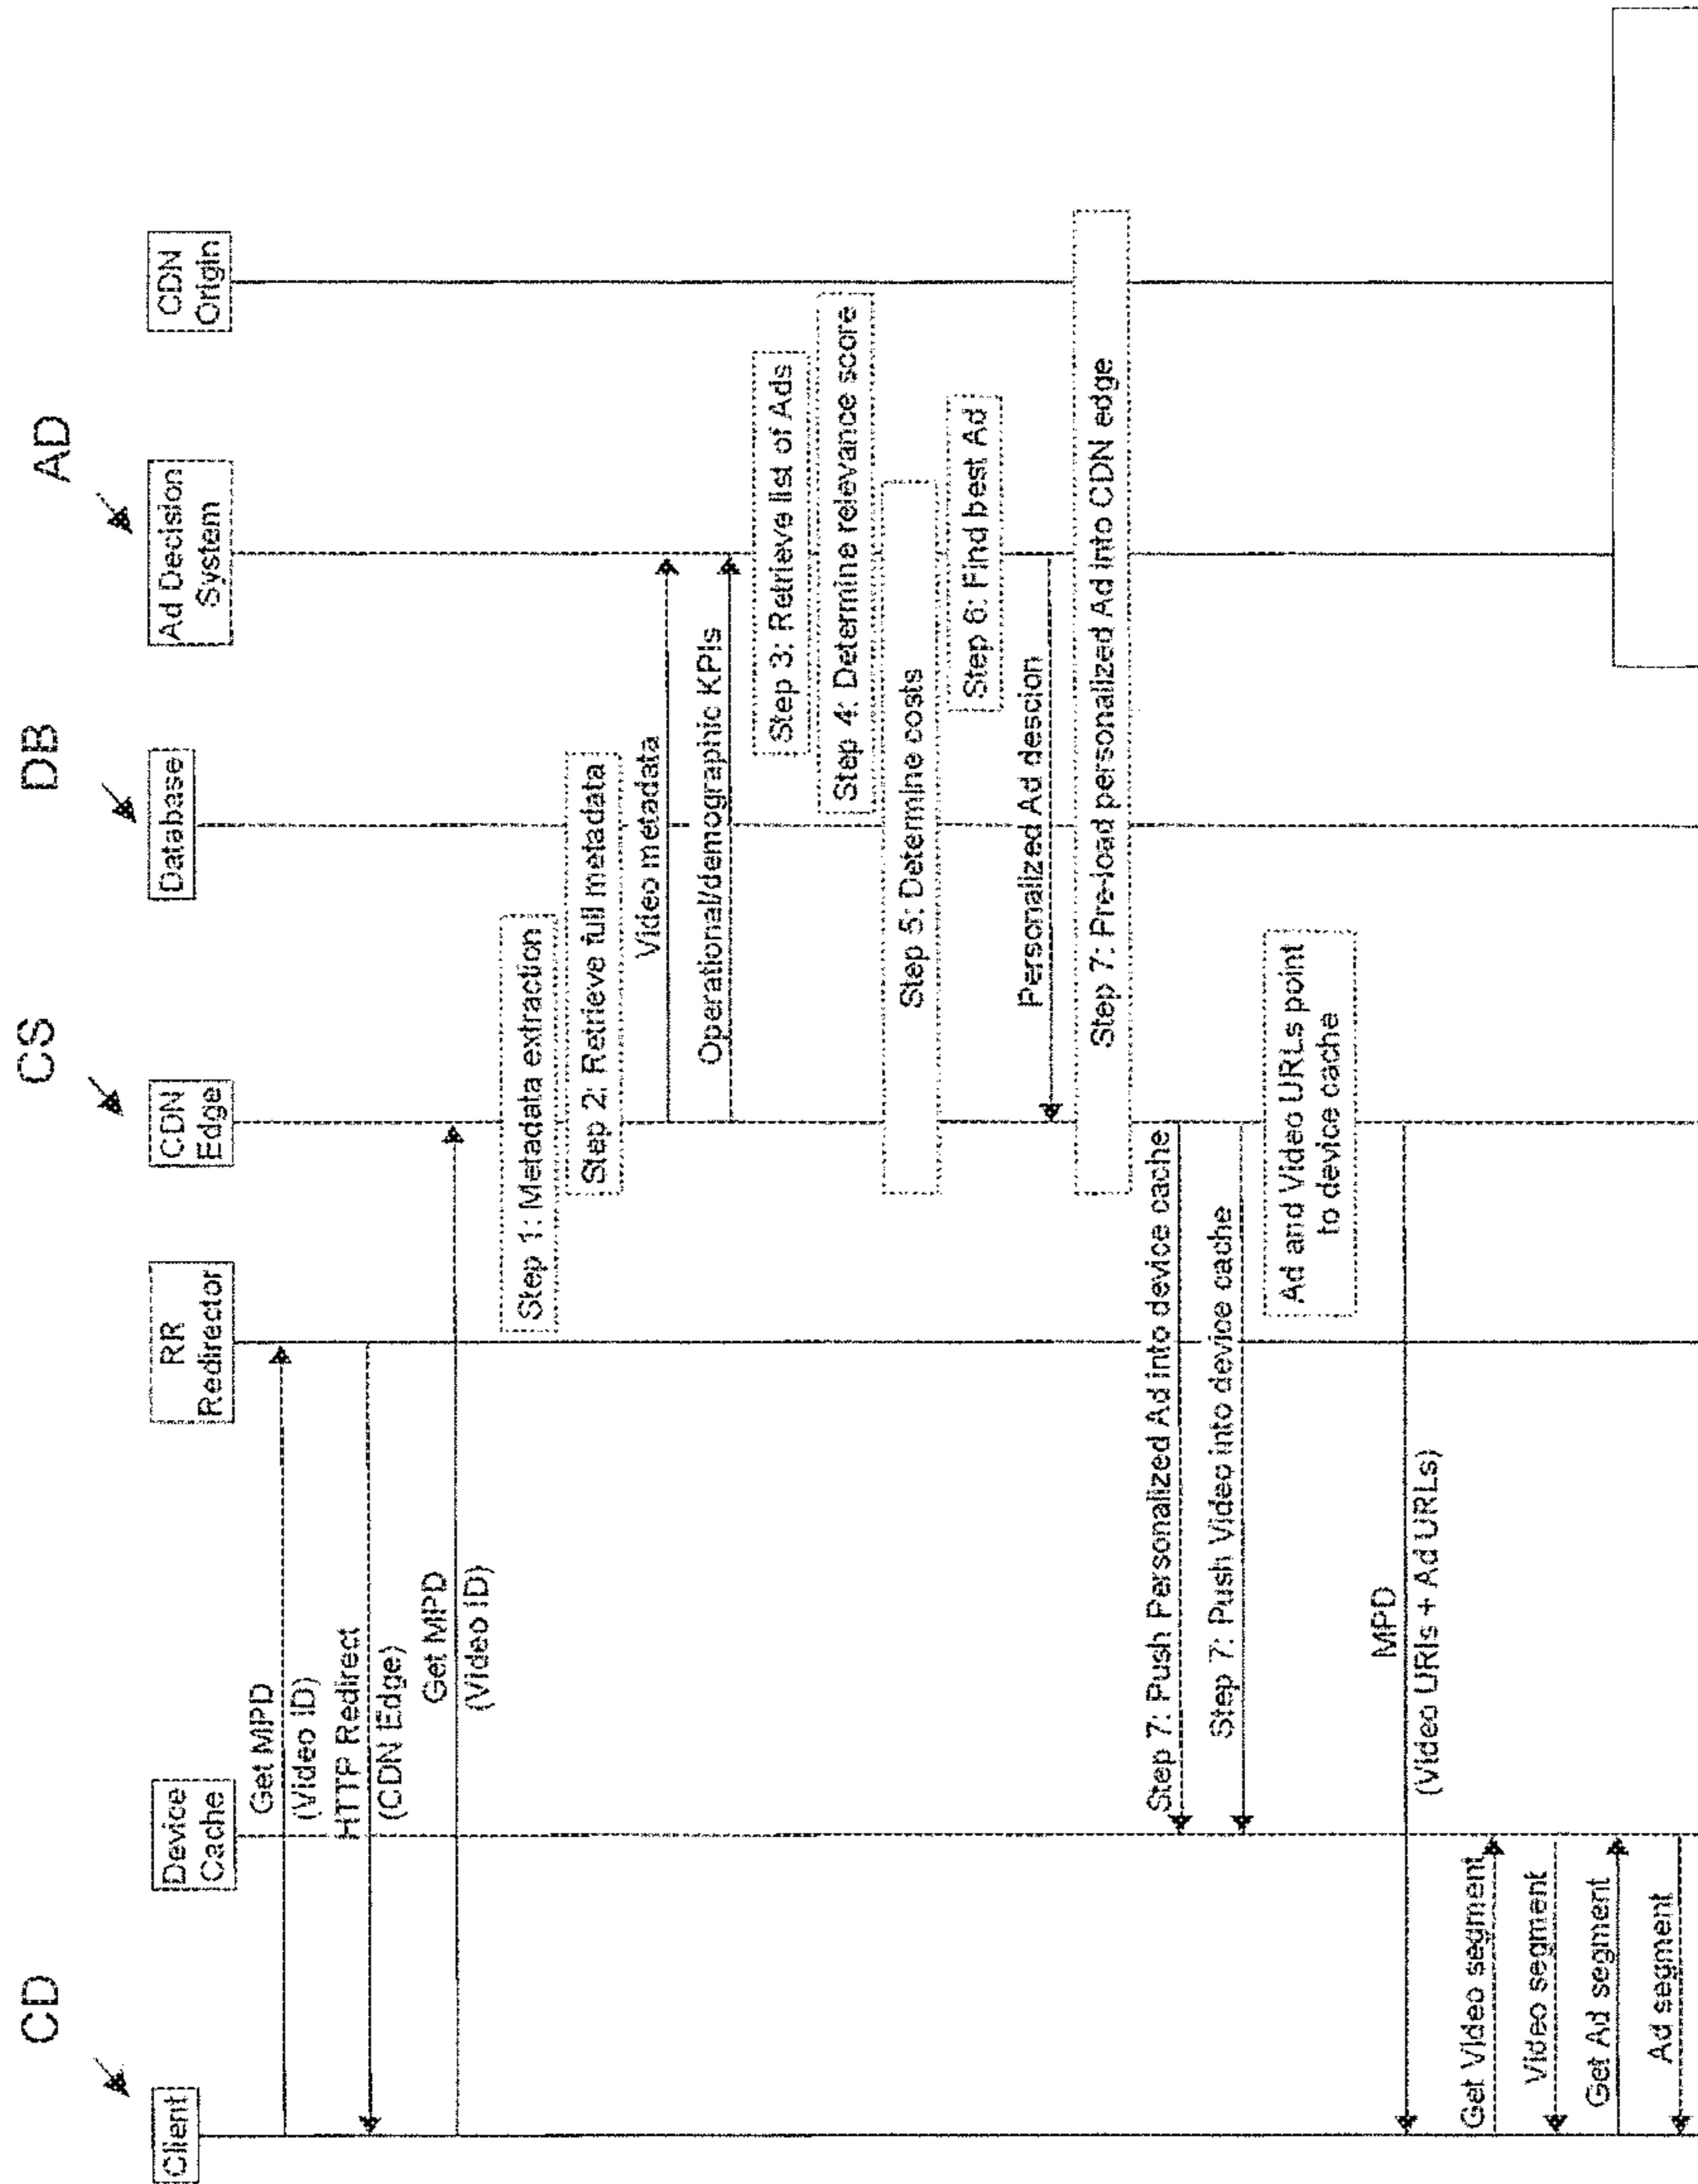 CD
CS
DB
AD
Client
Device
Cache
RR
Redirector
CDN
Edge
Database
Ad Decision
System
CDN
Origin
Get MPD
(Video ID)
HTTP Redirect
(CDN Edge)
Get MPD
(Video ID)
Step 1: Metadata extraction
Step 2: Retrieve full metadata
Video metadata
Operational/demographic KPIs
Step 3: Retrieve list of Ads
Step 4: Determine relevance score
Step 5: Determine costs
Step 6: Find best Ad
Personalized Ad descion
Step 7: Pre-load personalized Ad into CDN edge
Step 7: Push Personalized Ad into device cache
Step 7: Push Video into device cache
Ad and Video URLs point
to device cache
MPD
(Video URIs + Ad URLs)
Get Video segment
Video segment
Get Ad segment
Ad segment